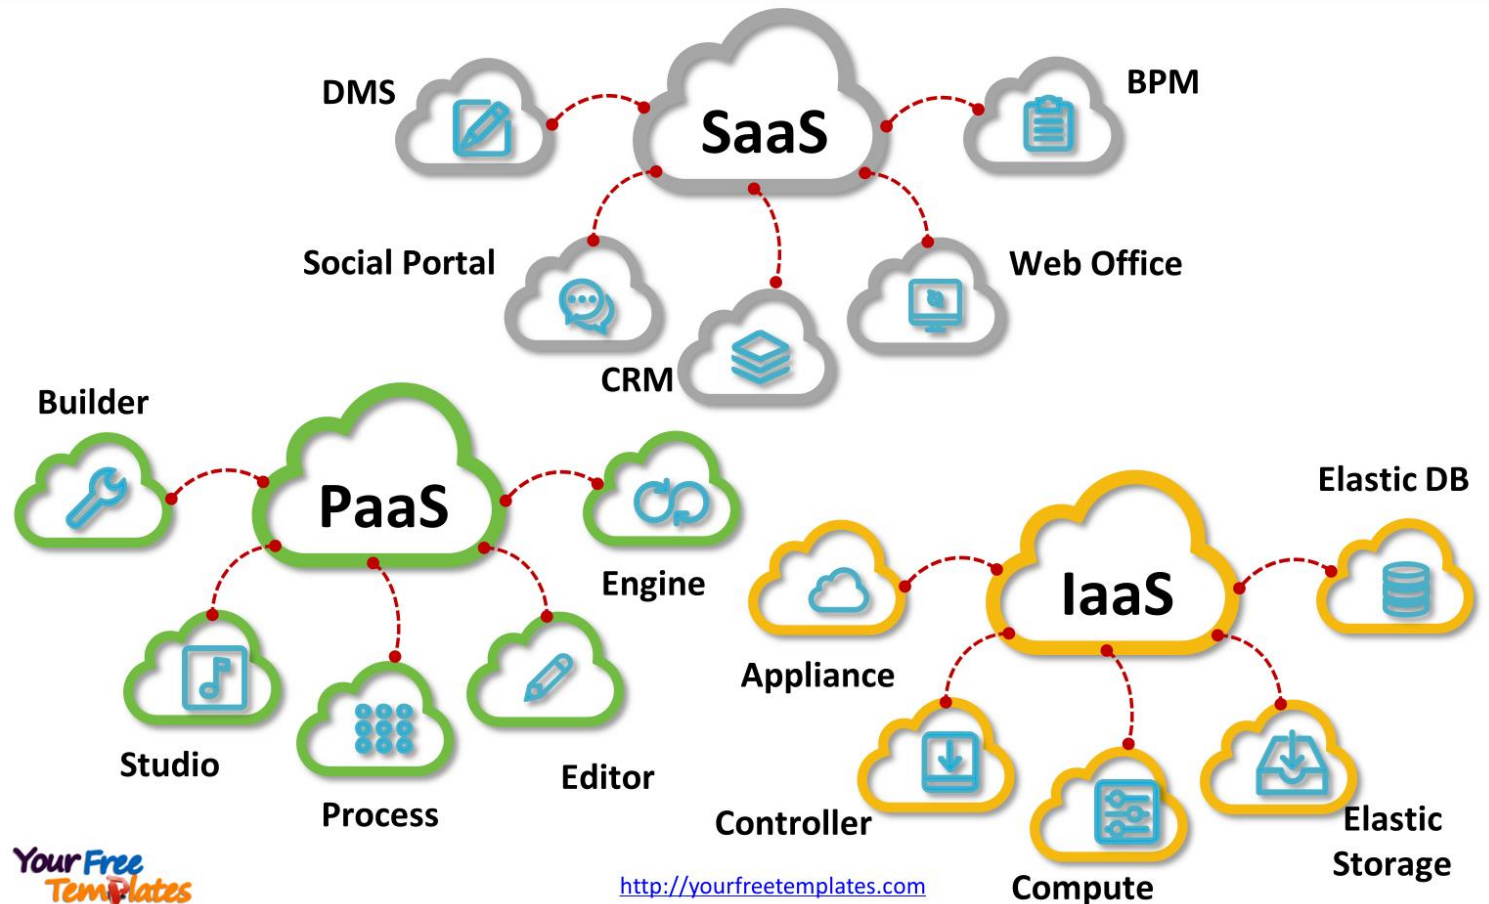 DMS
SaaS
BPM
Social Portal
Web Office
CRM
Builder
PaaS
Engine
Studio
Process
Editor
Elastic DB
IaaS
Appliance
Controller
Compute
Elastic
Storage
Your Free
Templates
http://yourfreetemplates.com